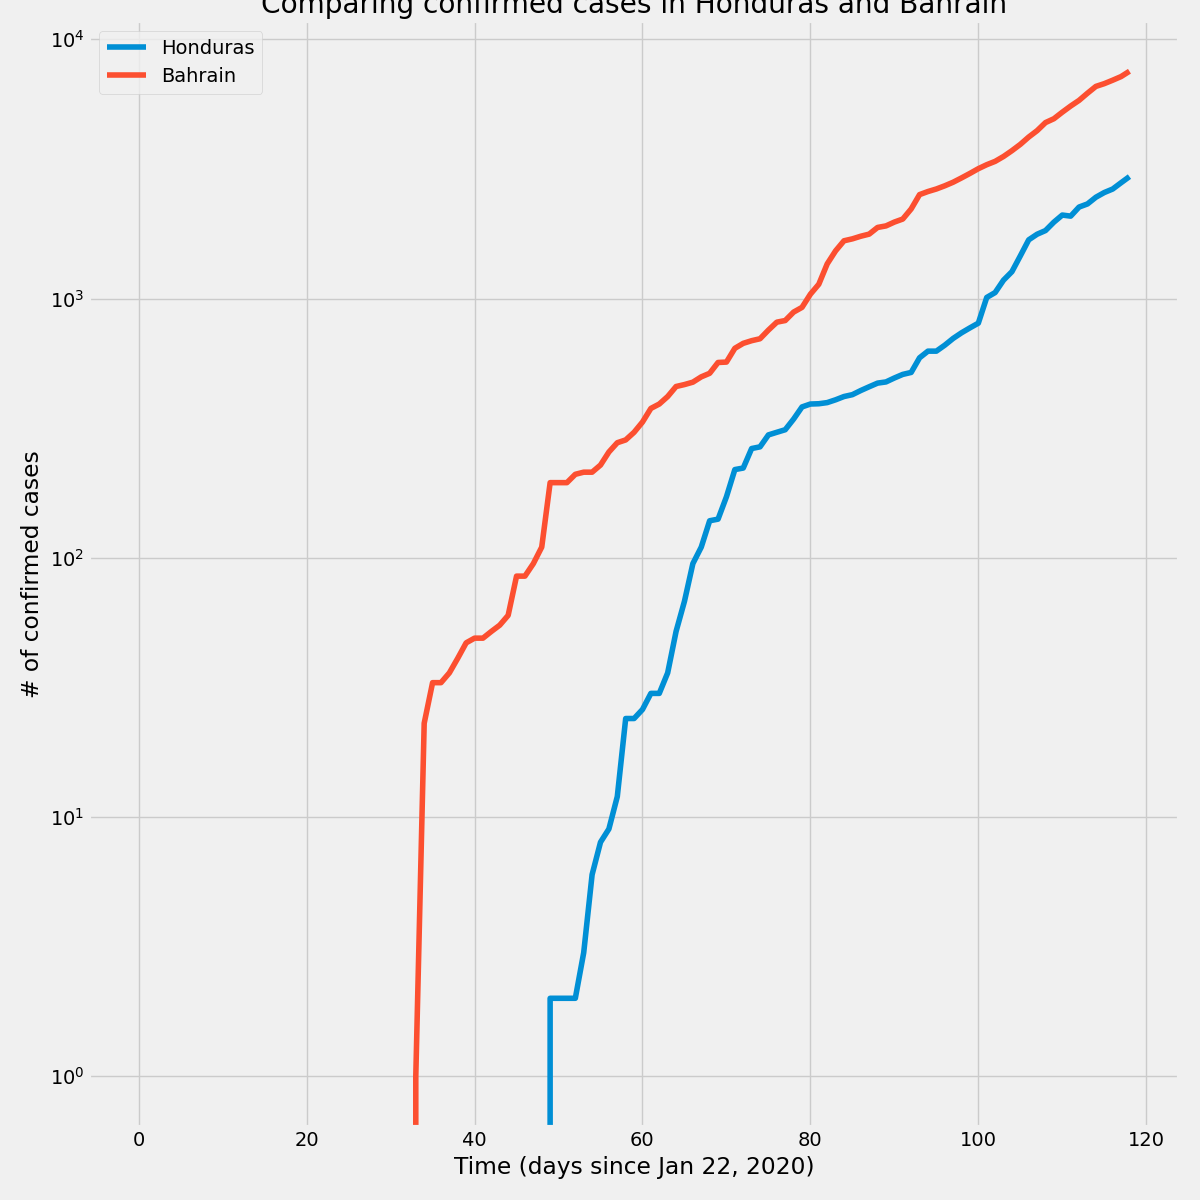 Comparing confirmed cases in Honduras and Bahrain
Honduras
Bahrain
10⁴
10³
10²
10¹
10⁰
# of confirmed cases
0 20 40 60 80 100 120
Time (days since Jan 22, 2020)